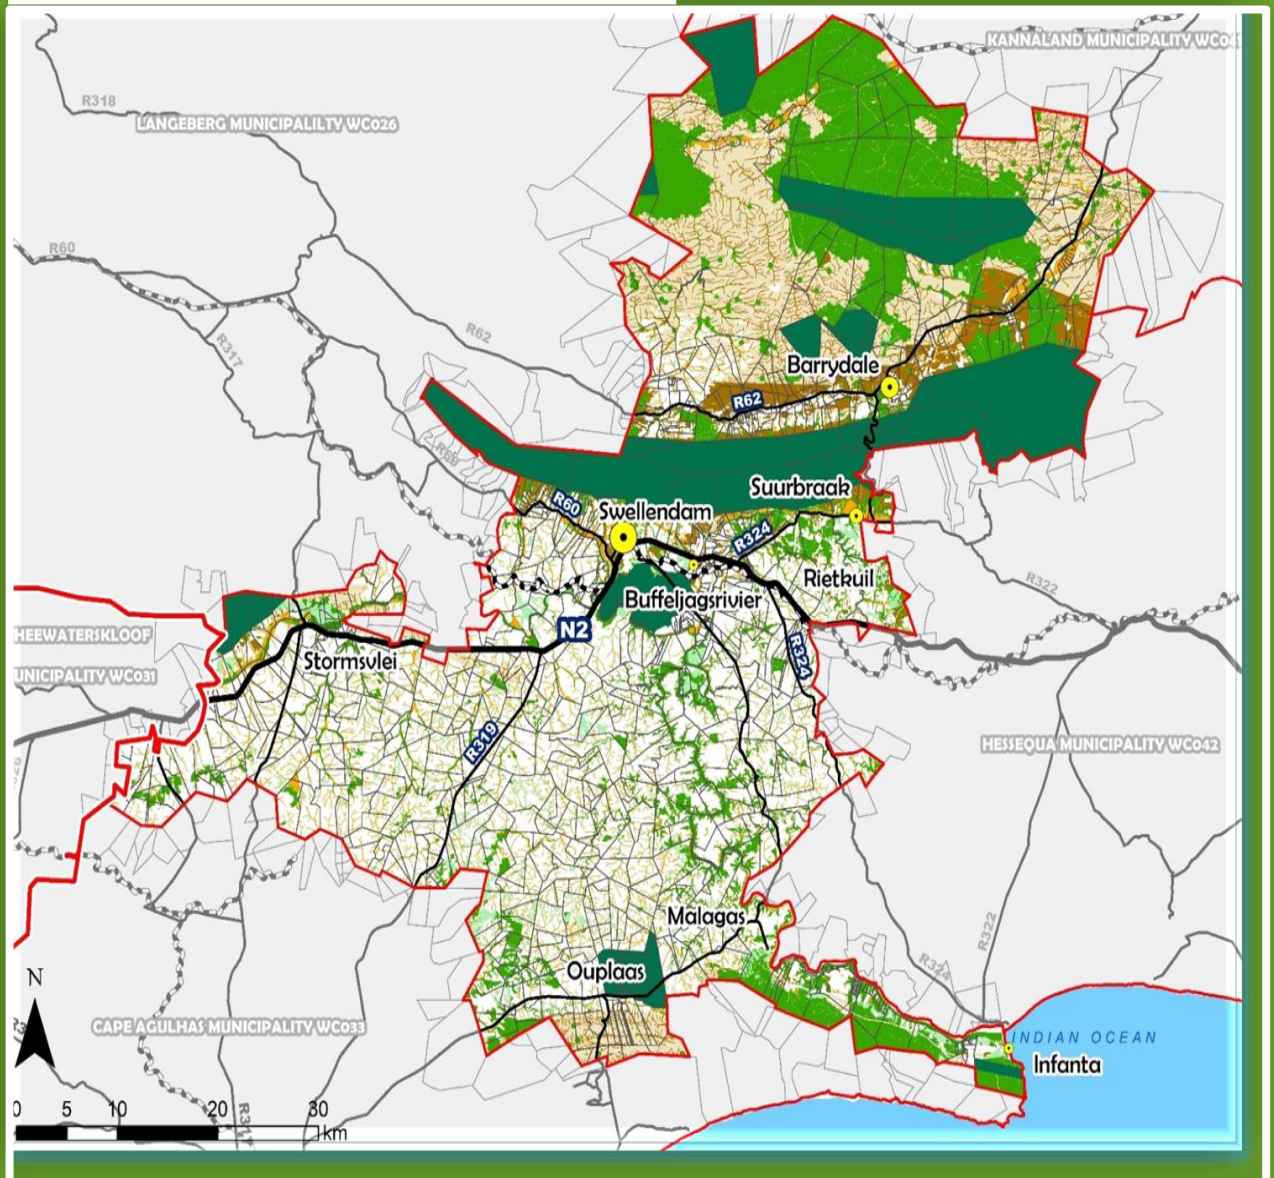 KANNALAND MUNICIPALITY WC04
R318
LANGEBERG MUNICIPALILTY WC026
R60
R62
R317
Barrydale
R62
R60
Suurbraak
R60
Swellendam
R324
Rietkuil
R322
Buffeljagsrivier
N2
HEEWATERSKLOOF
UNICIPALITY WC031
Stormsvlei
R324
R319
HESSEQUA MUNICIPALITY WC042
Malagas
R322
R324
Ouplaas
N
CAPE AGULHAS MUNICIPALITY WC033
INDIAN OCEAN
Infanta
0 5 10 20 30
km